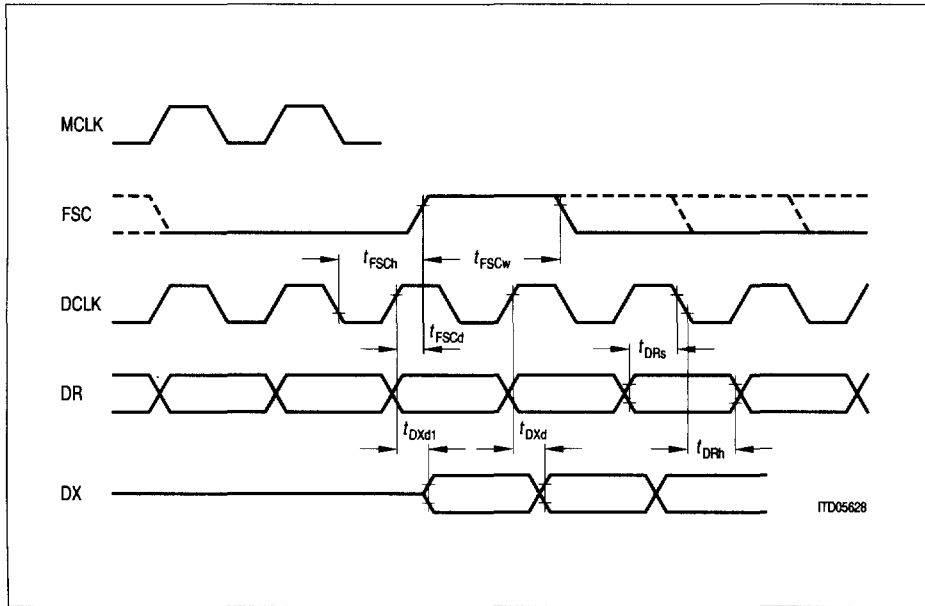 MCLK
FSC
tFSCh
tFSCw
DCLK
tFSCd
tDRs
DR
tDXd1
tDXd
tDRh
DX
ITD05628